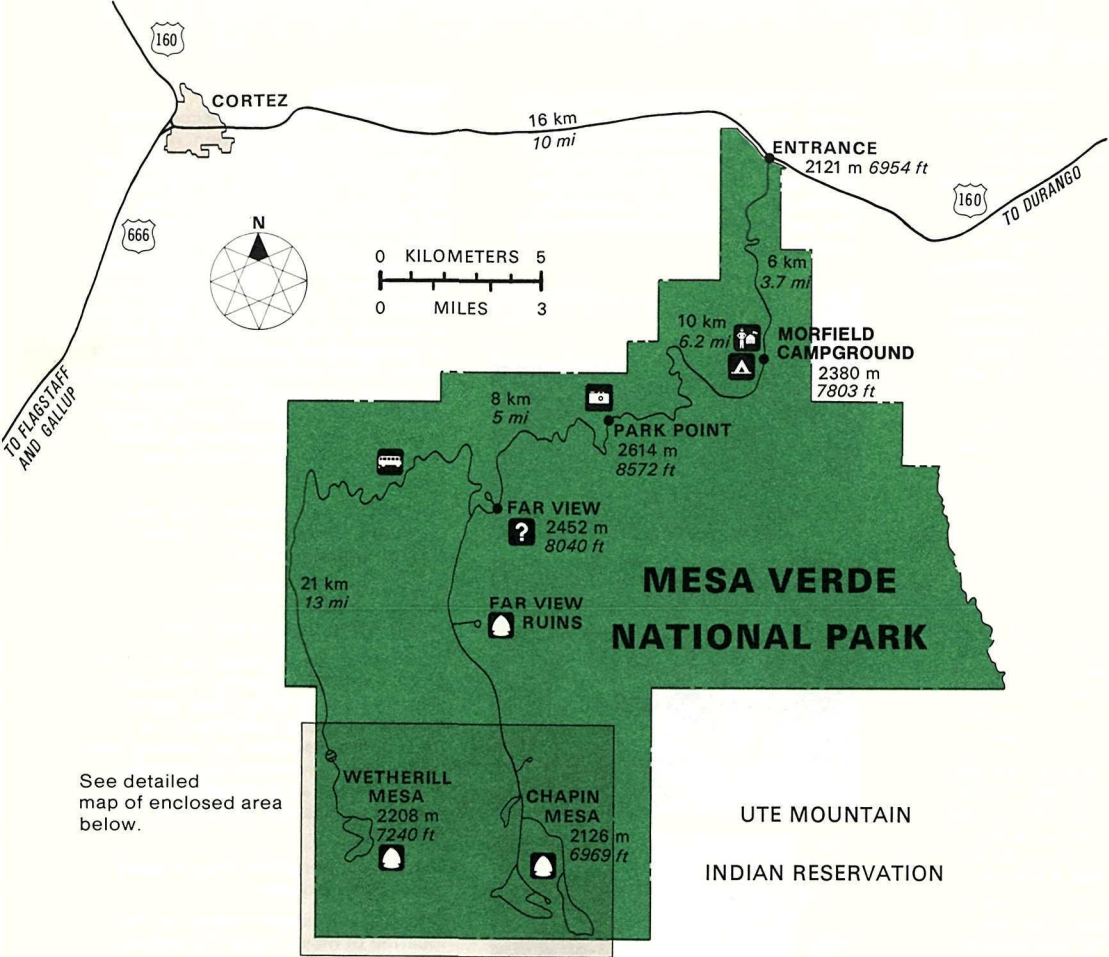 160
CORTEZ
16 km
10 mi
ENTRANCE
2121 m 6954 ft
160
TO DURANGO
666
N
0 KILOMETERS 5
0 MILES 3
6 km
3.7 mi
10 km
6.2 mi
MORFIELD
CAMPGROUND
2380 m
7803 ft
TO FLAGSTAFF
AND GALLUP
8 km
5 mi
PARK POINT
2614 m
8572 ft
FAR VIEW
?
2452 m
8040 ft
21 km
13 mi
FAR VIEW
RUINS
MESA VERDE
NATIONAL PARK
See detailed
map of enclosed area
below.
WETHERILL
MESA
2208 m
7240 ft
CHAPIN
MESA
2126 m
6969 ft
UTE MOUNTAIN
INDIAN RESERVATION